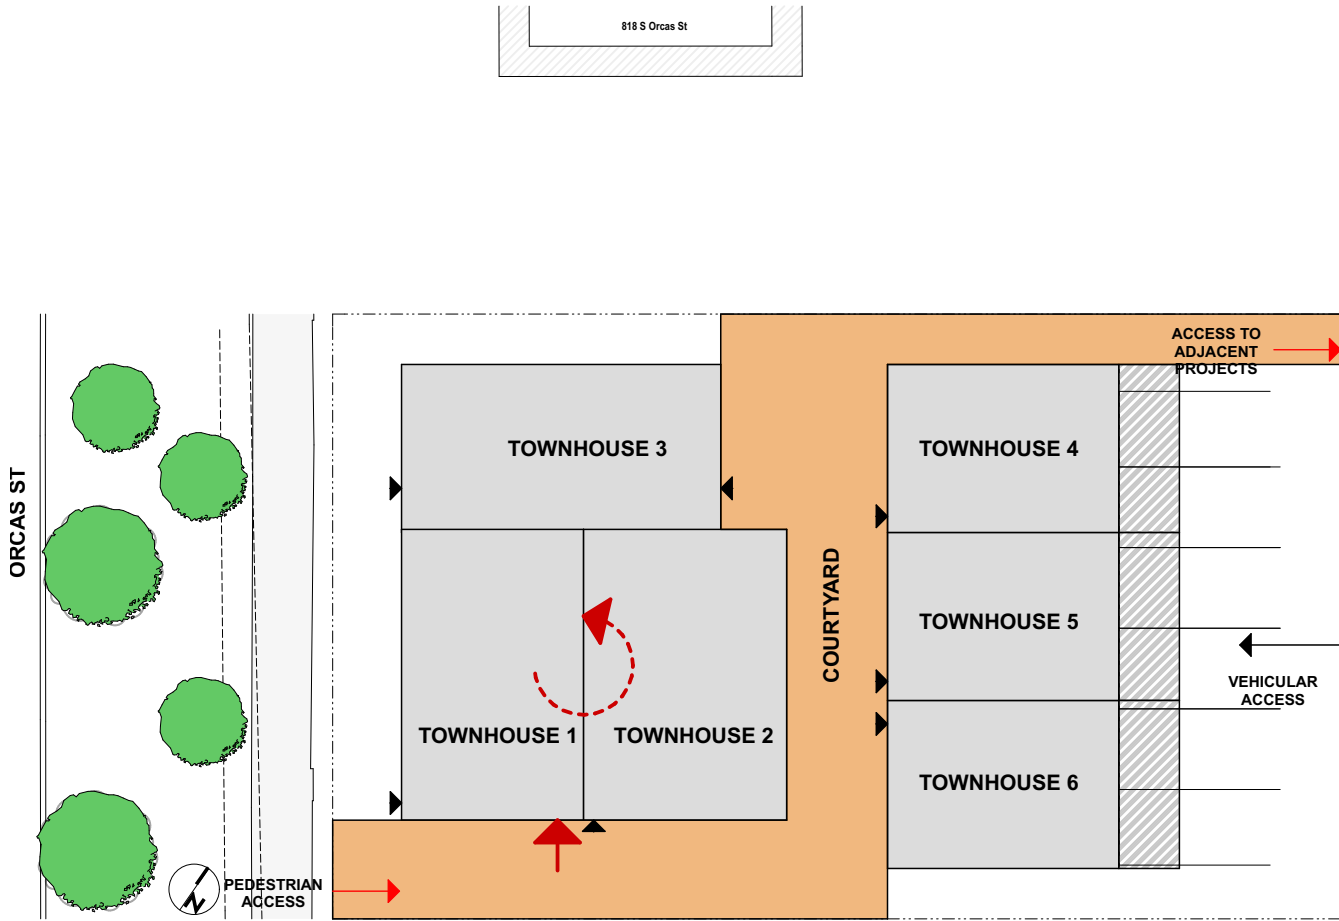 818 S Orcas St
ACCESS TO
ADJACENT
PROJECTS
TOWNHOUSE 3
TOWNHOUSE 4
ORCAS ST
COURTYARD
TOWNHOUSE 5
VEHICULAR
ACCESS
TOWNHOUSE 1
TOWNHOUSE 2
TOWNHOUSE 6
PEDESTRIAN
ACCESS
N